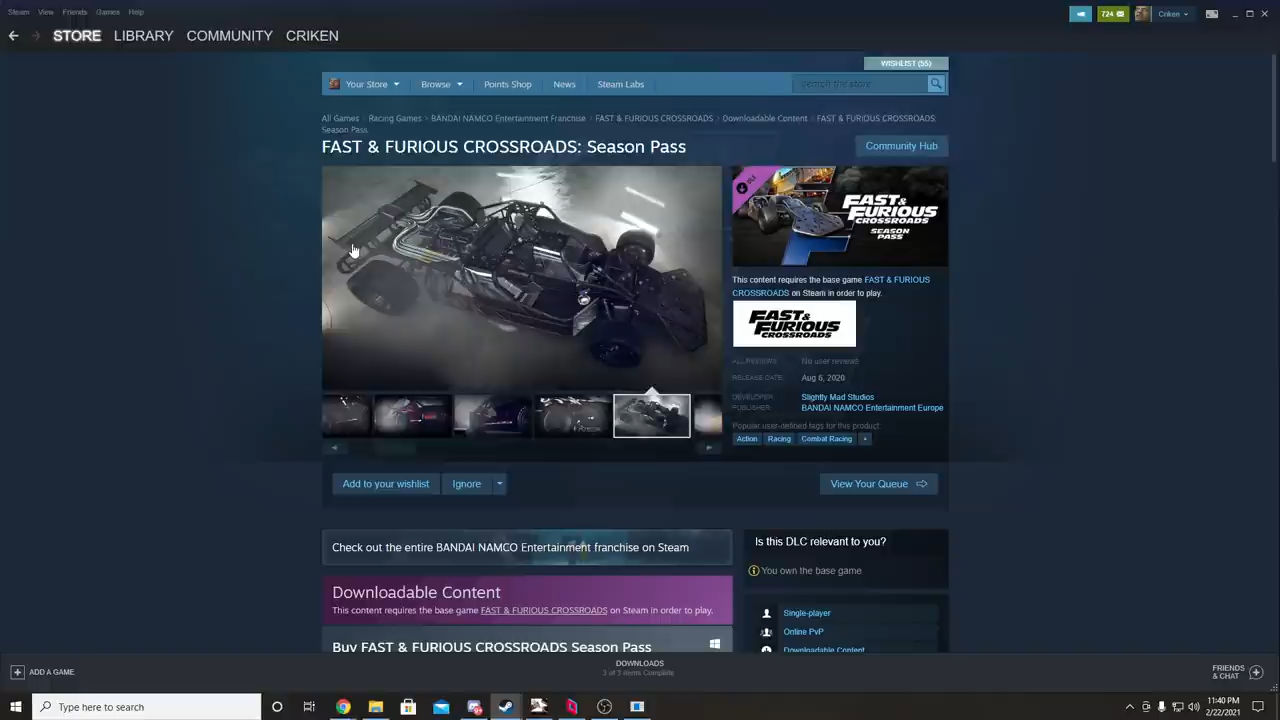 Steam View Friends Games Help
724
Criken
STORE LIBRARY COMMUNITY CRIKEN
WISHLIST (55)
Your Store Browse Points Shop News Steam Labs search the store
All Games > Racing Games > BANDAI NAMCO Entertainment Franchise > FAST & FURIOUS CROSSROADS > Downloadable Content > FAST & FURIOUS CROSSROADS:
Season Pass
FAST & FURIOUS CROSSROADS: Season Pass
Community Hub
FAST & FURIOUS
CROSSROADS
SEASON
PASS
This content requires the base game FAST & FURIOUS
CROSSROADS on Steam in order to play.
FAST &
FURIOUS
CROSSROADS
ALL REVIEWS: No user reviews
RELEASE DATE: Aug 6, 2020
DEVELOPER: Slightly Mad Studios
PUBLISHER: BANDAI NAMCO Entertainment Europe
Popular user-defined tags for this product:
Action Racing Combat Racing +
Add to your wishlist Ignore View Your Queue
Check out the entire BANDAI NAMCO Entertainment franchise on Steam
Is this DLC relevant to you?
You own the base game
Downloadable Content
This content requires the base game FAST & FURIOUS CROSSROADS on Steam in order to play.
Single-player
Online PvP
Downloadable Content
Buy FAST & FURIOUS CROSSROADS Season Pass
ADD A GAME
DOWNLOADS
3 of 3 Items Complete
FRIENDS
& CHAT
Type here to search
11:40 PM
2/22/2021